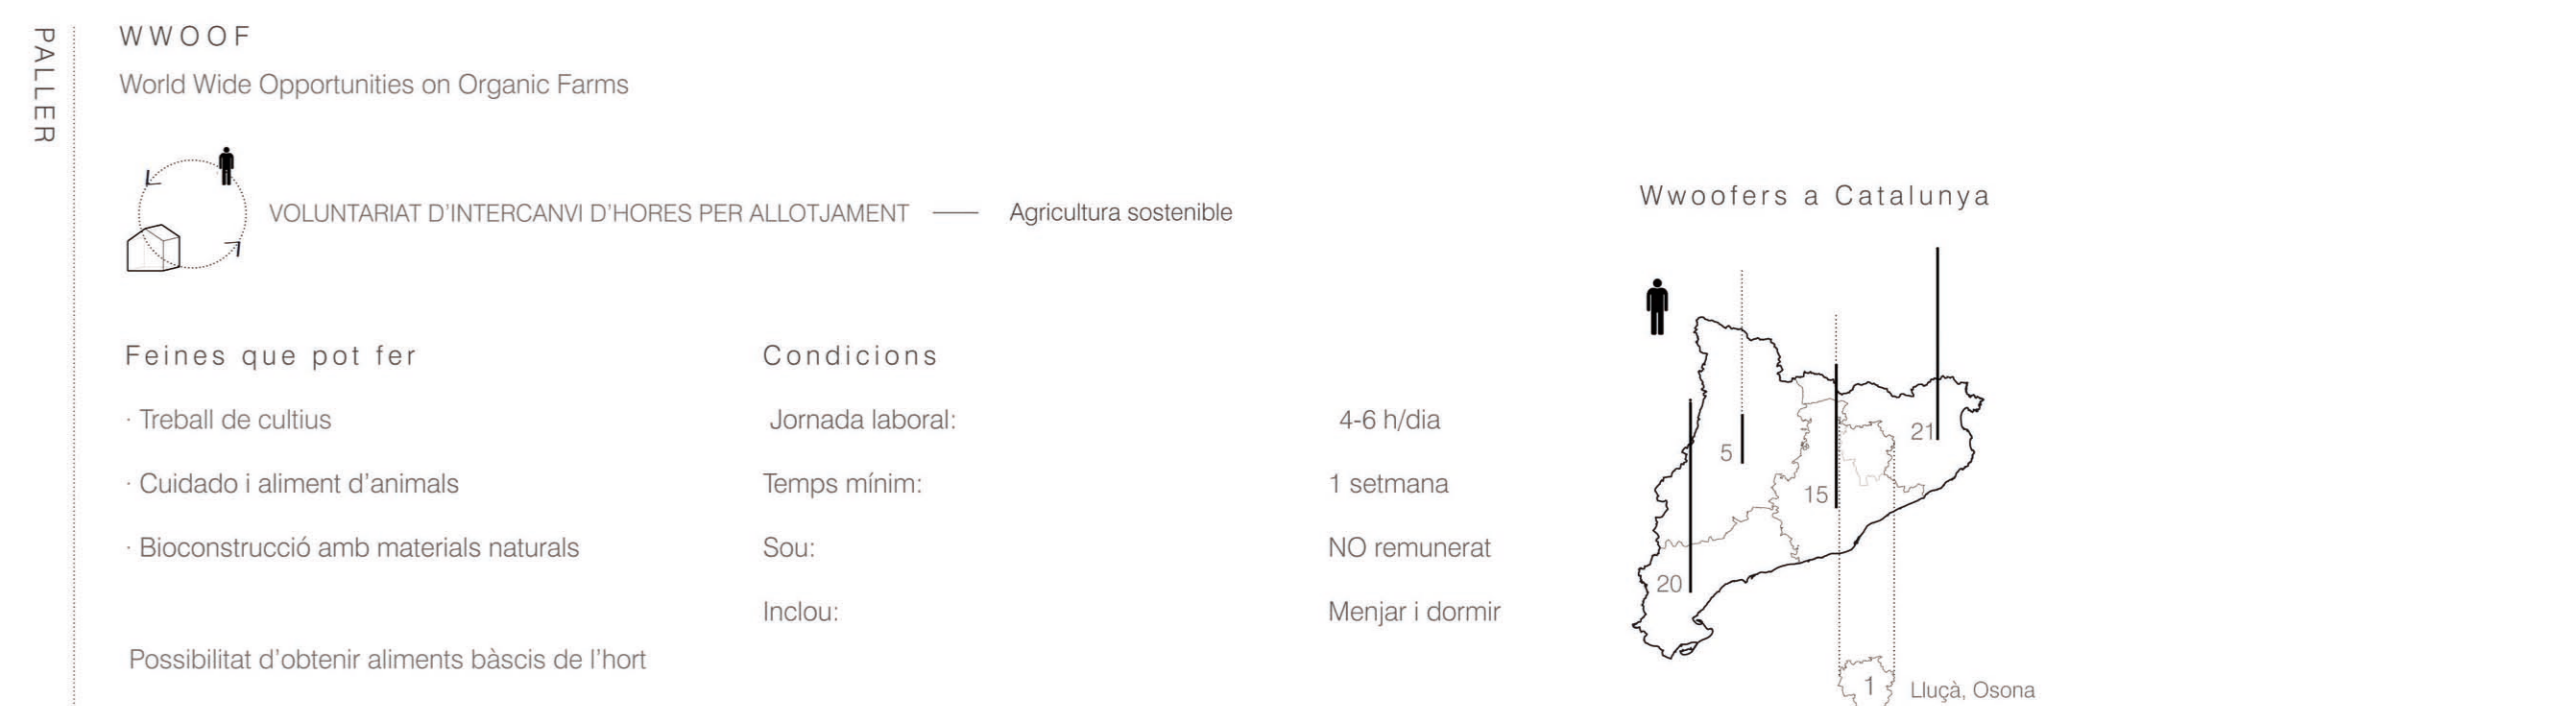 PALLER
WWOOF
World Wide Opportunities on Organic Farms
VOLUNTARIAT D'INTERCANVI D'HORES PER ALLOTJAMENT
Agricultura sostenible
Feines que pot fer
· Treball de cultius
· Cuidado i aliment d'animals
· Bioconstrucció amb materials naturals
Possibilitat d'obtenir aliments bàscis de l'hort
Condicions
Jornada laboral: 4-6 h/dia
Temps mínim: 1 setmana
Sou: NO remunerat
Inclou: Menjar i dormir
Wwoofers a Catalunya
21
5
15
20
1
Lluçà, Osona